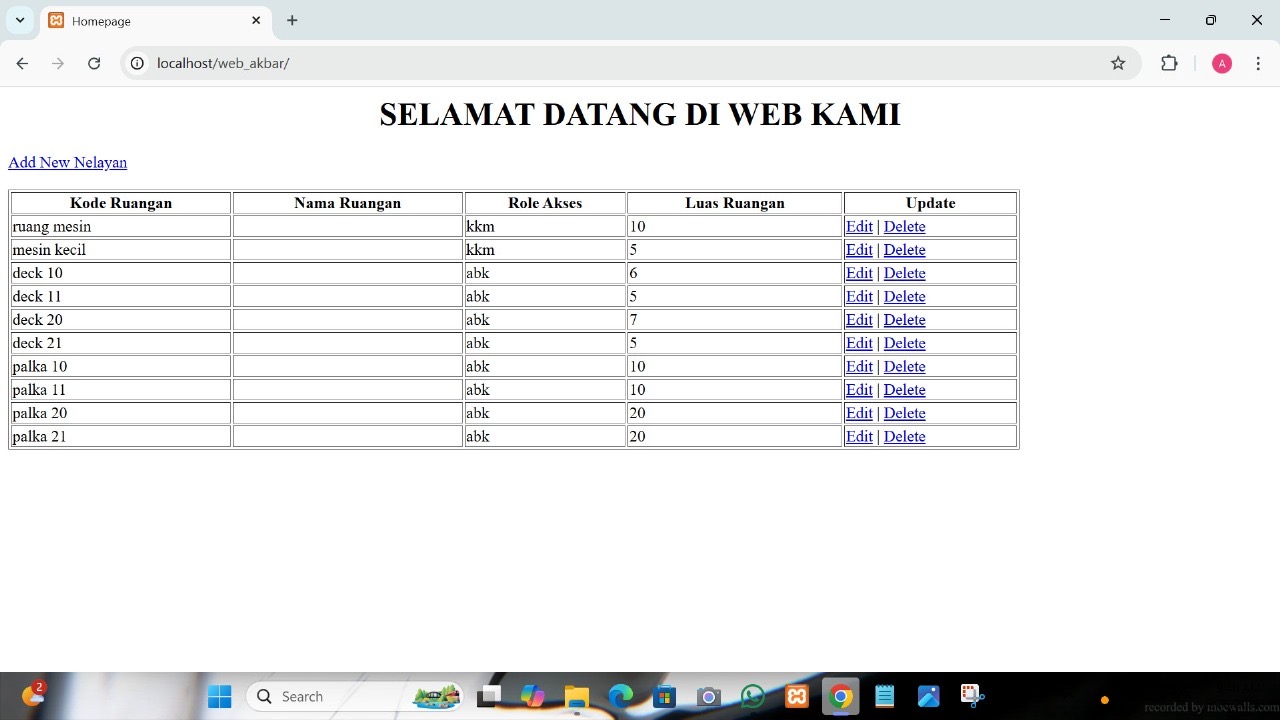 Homepage
localhost/web_akbar/
A
SELAMAT DATANG DI WEB KAMI
Add New Nelayan
Kode Ruangan Nama Ruangan Role Akses Luas Ruangan Update
ruang mesin kkm 10 Edit | Delete
mesin kecil kkm 5 Edit | Delete
deck 10 abk 6 Edit | Delete
deck 11 abk 5 Edit | Delete
deck 20 abk 7 Edit | Delete
deck 21 abk 5 Edit | Delete
palka 10 abk 10 Edit | Delete
palka 11 abk 10 Edit | Delete
palka 20 abk 20 Edit | Delete
palka 21 abk 20 Edit | Delete
2
Search
recorded by mocwalls.com